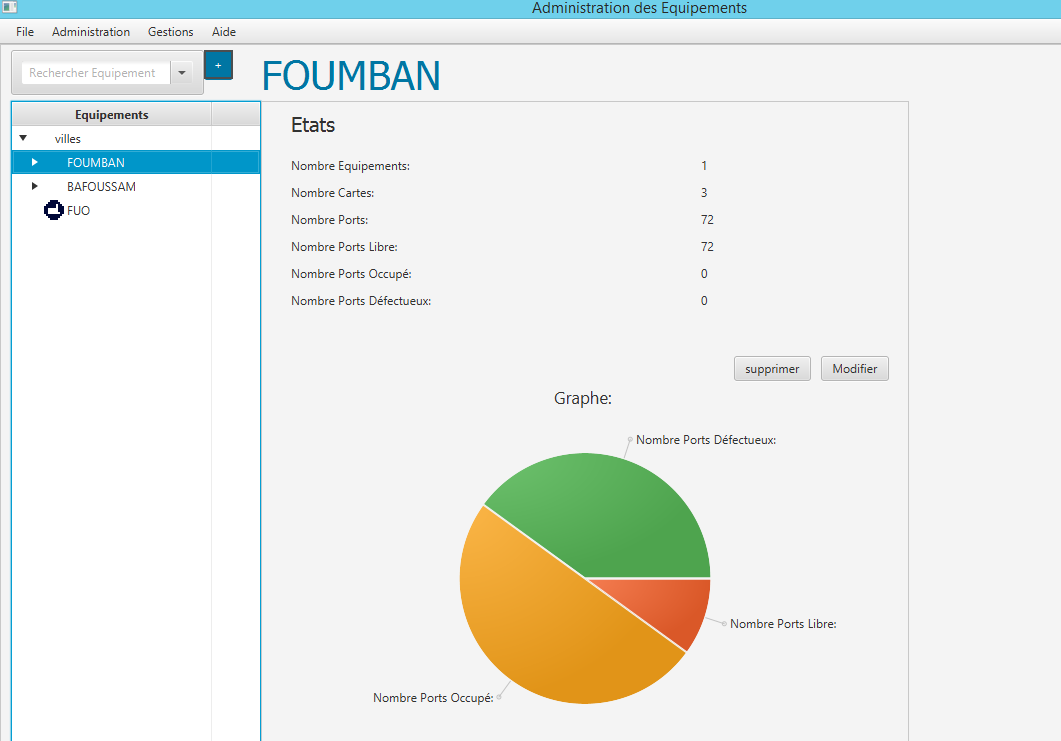 Administration des Equipements
File Administration Gestions Aide
Rechercher Equipement
+
FOUMBAN
Equipements
villes
FOUMBAN
BAFOUSSAM
FUO
Etats
Nombre Equipements: 1
Nombre Cartes: 3
Nombre Ports: 72
Nombre Ports Libre: 72
Nombre Ports Occupé: 0
Nombre Ports Défectueux: 0
supprimer Modifier
Graphe:
Nombre Ports Défectueux:
Nombre Ports Libre:
Nombre Ports Occupé: